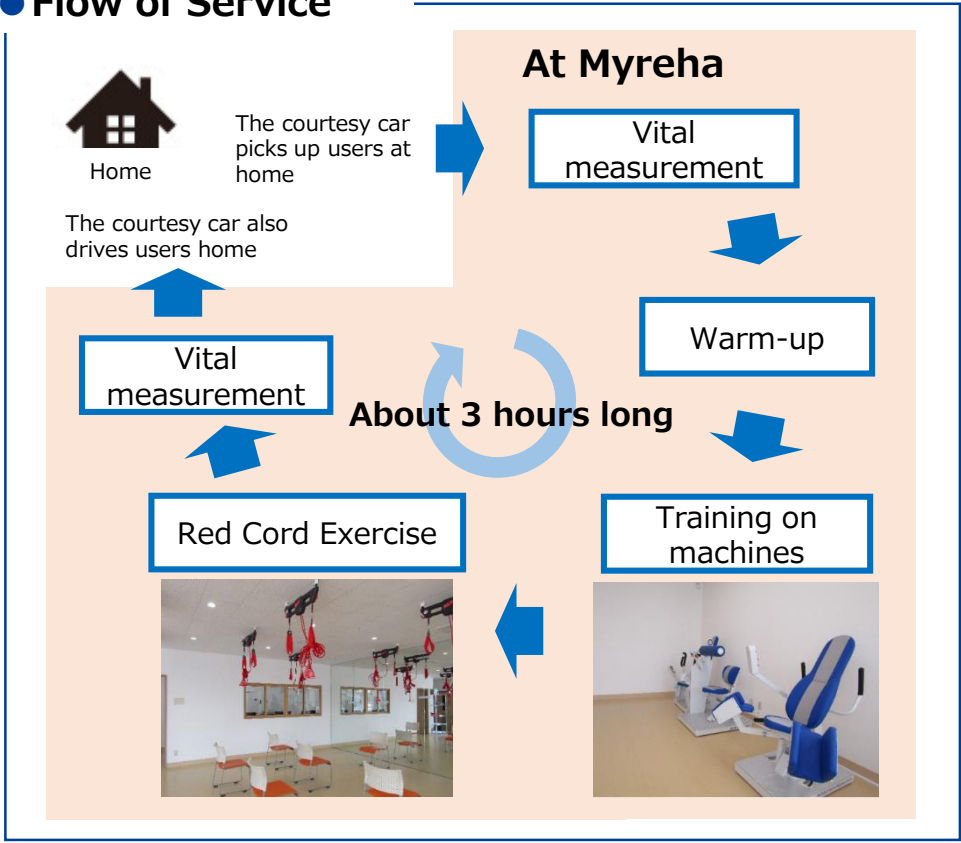 ●Flow of Service
At Myreha
Home
The courtesy car
picks up users at
home
Vital
measurement
Warm-up
Training on
machines
Red Cord Exercise
Vital
measurement
The courtesy car also
drives users home
About 3 hours long